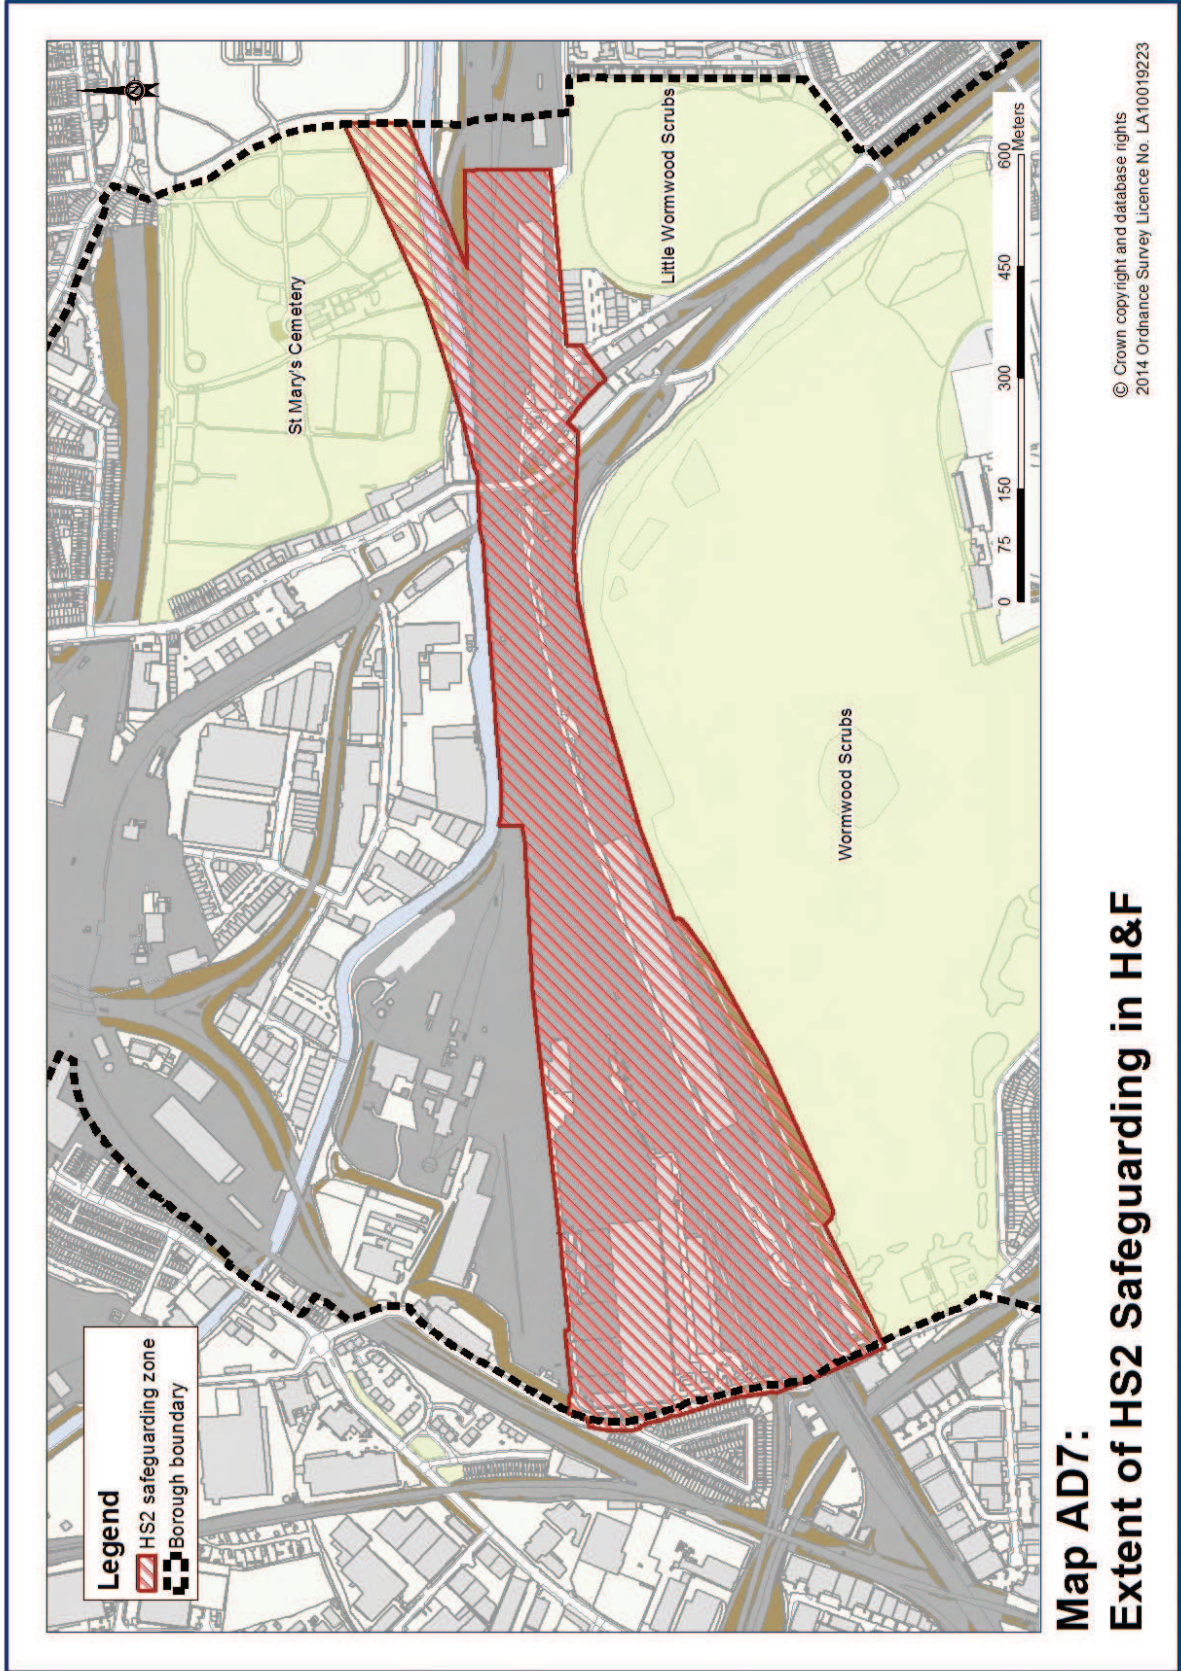 Legend
HS2 safeguarding zone
Borough boundary
N
St Mary's Cemetery
Little Wormwood Scrubs
Wormwood Scrubs
0 75 150 300 450 600
Meters
Map AD7:
Extent of HS2 Safeguarding in H&F
© Crown copyright and database rights
2014 Ordnance Survey Licence No. LA10019223